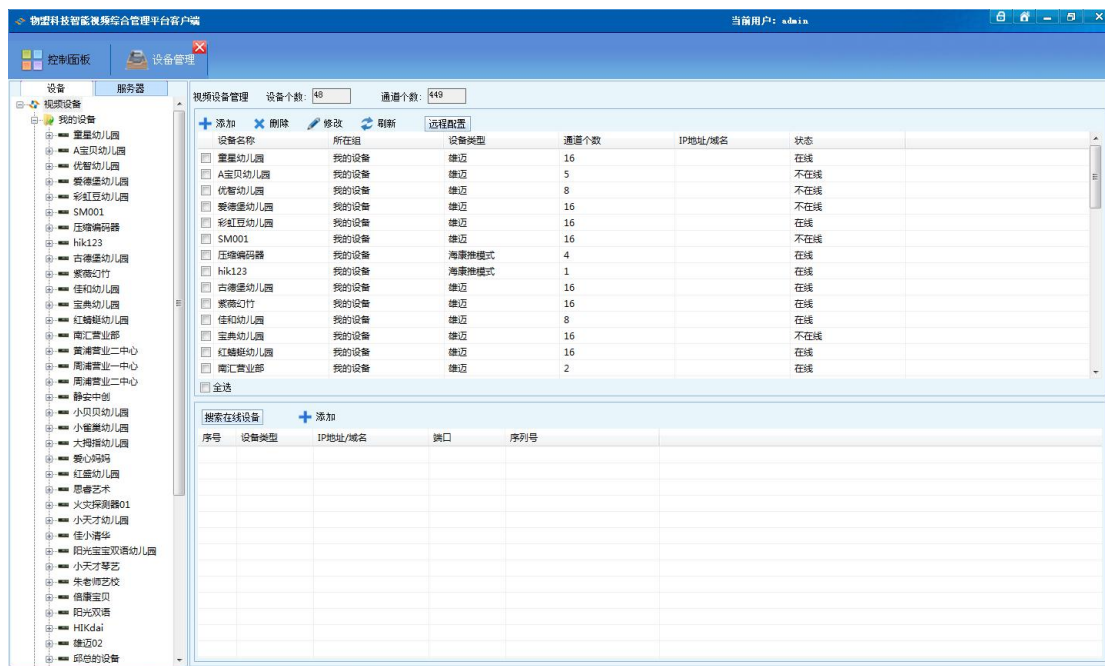 物盟科技智能视频综合管理平台客户端 当前用户: admin
控制面板 设备管理
设备 服务器
视频设备
我的设备
童星幼儿园
A宝贝幼儿园
优智幼儿园
爱德堡幼儿园
彩虹豆幼儿园
SM001
压缩编码器
hik123
古德堡幼儿园
紫薇幻竹
佳和幼儿园
宝典幼儿园
红蜻蜓幼儿园
南汇营业部
黄浦营业二中心
周浦营业一中心
周浦营业二中心
静安中创
小贝贝幼儿园
小雀巢幼儿园
大拇指幼儿园
爱心妈妈
红盛幼儿园
思睿艺术
火灾探测器01
小天才幼儿园
佳小清华
阳光宝宝双语幼儿园
小天才琴艺
朱老师艺校
倍康宝贝
阳光双语
HIKdai
雄迈02
邱总的设备
视频设备管理 设备个数: 48 通道个数: 449
添加 删除 修改 刷新 远程配置
设备名称 所在组 设备类型 通道个数 IP地址/域名 状态
童星幼儿园 我的设备 雄迈 16 在线
A宝贝幼儿园 我的设备 雄迈 5 不在线
优智幼儿园 我的设备 雄迈 8 不在线
爱德堡幼儿园 我的设备 雄迈 16 不在线
彩虹豆幼儿园 我的设备 雄迈 16 在线
SM001 我的设备 雄迈 16 不在线
压缩编码器 我的设备 海康推模式 4 在线
hik123 我的设备 海康推模式 1 在线
古德堡幼儿园 我的设备 雄迈 16 在线
紫薇幻竹 我的设备 雄迈 16 在线
佳和幼儿园 我的设备 雄迈 8 在线
宝典幼儿园 我的设备 雄迈 16 不在线
红蜻蜓幼儿园 我的设备 雄迈 16 在线
南汇营业部 我的设备 雄迈 2 在线
全选
搜索在线设备 添加
序号 设备类型 IP地址/域名 端口 序列号